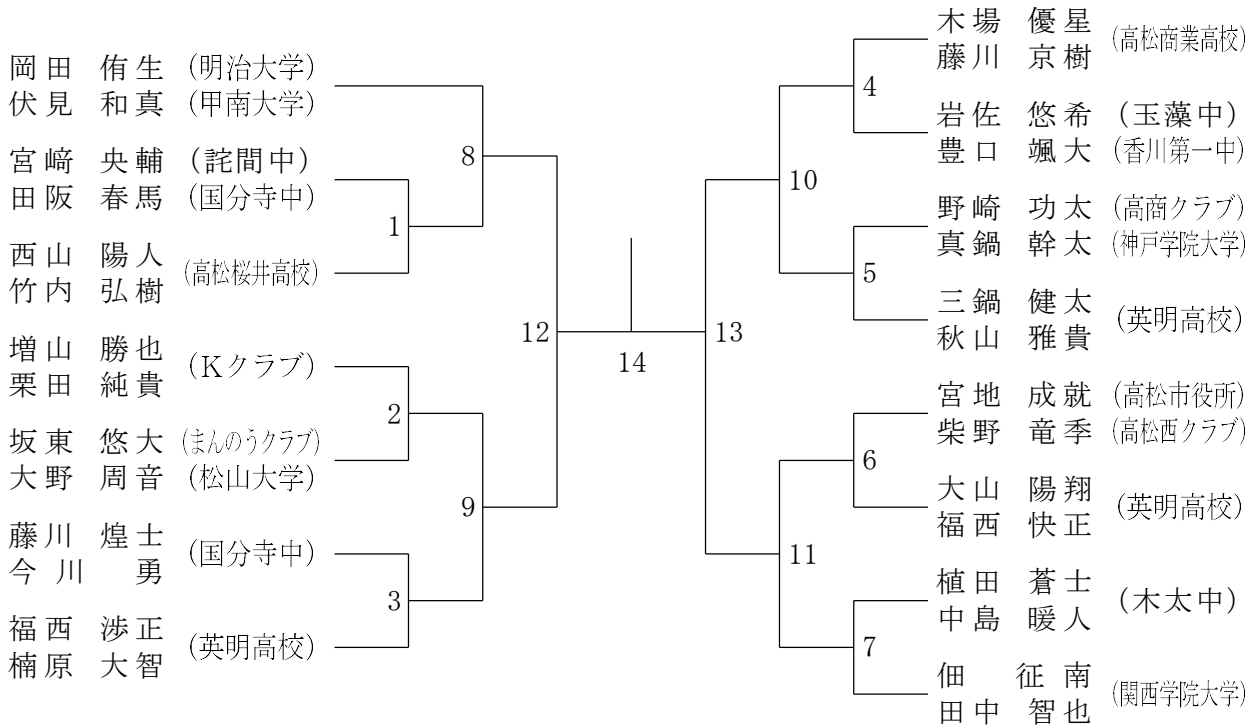 岡田 侑生 (明治大学)
伏見 和真 (甲南大学)
宮﨑 央輔 (詫間中)
田阪 春馬 (国分寺中)
西山 陽人 (高松桜井高校)
竹内 弘樹
増山 勝也 (Kクラブ)
栗田 純貴
坂東 悠大 (まんのうクラブ)
大野 周音 (松山大学)
藤川 煌士 (国分寺中)
今川 勇
福西 渉正 (英明高校)
楠原 大智
1
2
3
8
9
12
14
13
10
11
4
5
6
7
木場 優星 (高松商業高校)
藤川 京樹
岩佐 悠希 (玉藻中)
豊口 颯大 (香川第一中)
野崎 功太 (高商クラブ)
真鍋 幹太 (神戸学院大学)
三鍋 健太 (英明高校)
秋山 雅貴
宮地 成就 (高松市役所)
柴野 竜季 (高松西クラブ)
大山 陽翔 (英明高校)
福西 快正
植田 蒼士 (木太中)
中島 暖人
佃 征南 (関西学院大学)
田中 智也